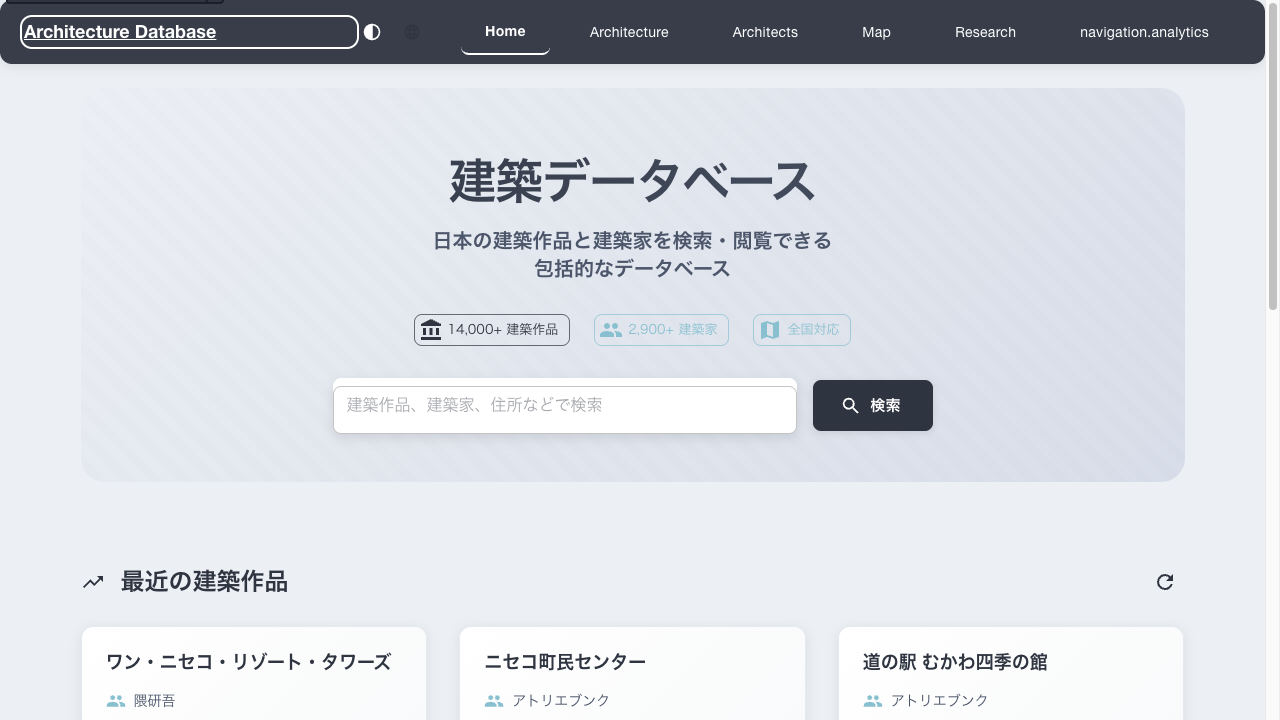 Architecture Database
Home
Architecture
Architects
Map
Research
navigation.analytics
建築データベース
日本の建築作品と建築家を検索・閲覧できる
包括的なデータベース
14,000+ 建築作品
2,900+ 建築家
全国対応
建築作品、建築家、住所などで検索
検索
最近の建築作品
ワン・ニセコ・リゾート・タワーズ
隈研吾
ニセコ町民センター
アトリエブンク
道の駅 むかわ四季の館
アトリエブンク